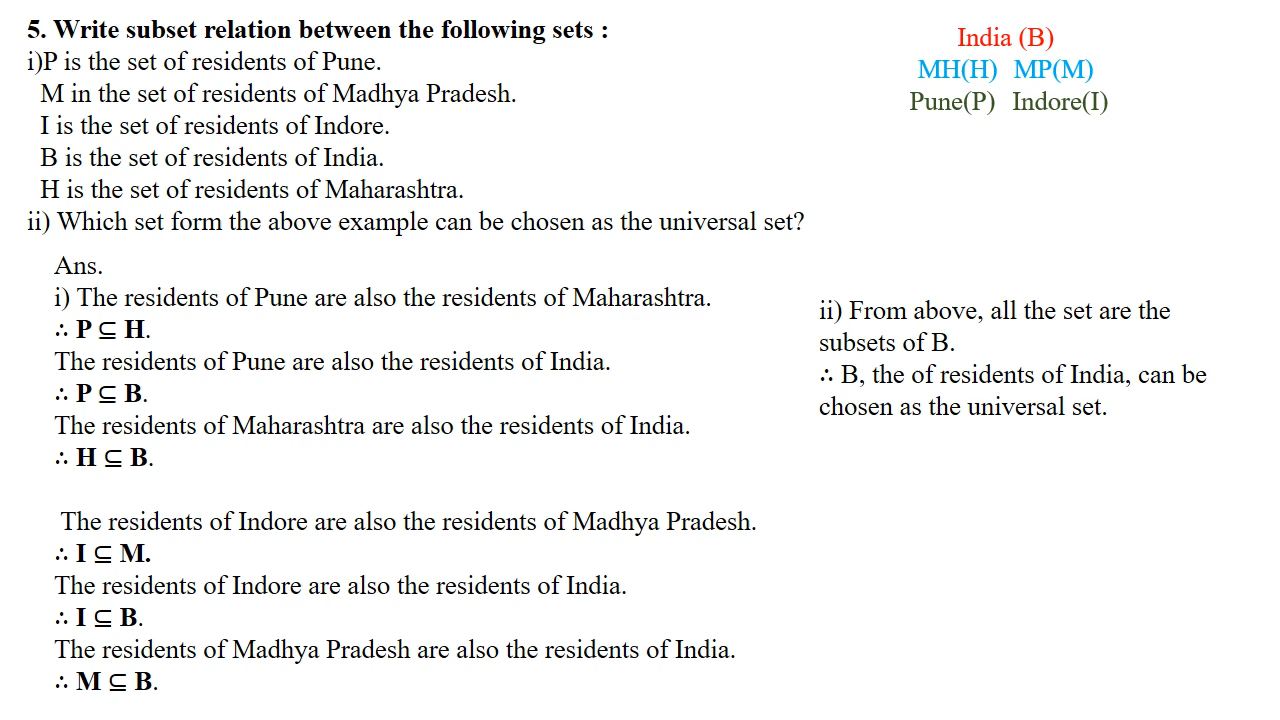 5. Write subset relation between the following sets :
i)P is the set of residents of Pune.
M in the set of residents of Madhya Pradesh.
I is the set of residents of Indore.
B is the set of residents of India.
H is the set of residents of Maharashtra.
ii) Which set form the above example can be chosen as the universal set?
India (B)
MH(H) MP(M)
Pune(P) Indore(I)
Ans.
i) The residents of Pune are also the residents of Maharashtra.
∴ P ⊆ H.
The residents of Pune are also the residents of India.
∴ P ⊆ B.
The residents of Maharashtra are also the residents of India.
∴ H ⊆ B.
The residents of Indore are also the residents of Madhya Pradesh.
∴ I ⊆ M.
The residents of Indore are also the residents of India.
∴ I ⊆ B.
The residents of Madhya Pradesh are also the residents of India.
∴ M ⊆ B.
ii) From above, all the set are the
subsets of B.
∴ B, the of residents of India, can be
chosen as the universal set.